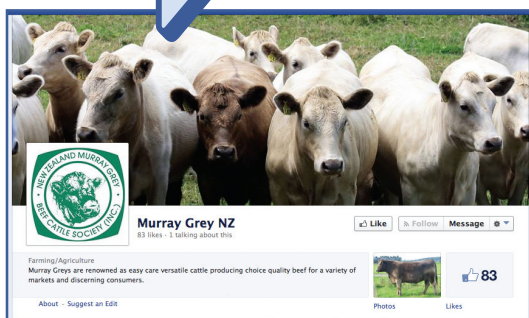 NEW ZEALAND MURRAY GREY
BEEF CATTLE SOCIETY (INC.)
Murray Grey NZ
83 likes · 1 talking about this
Like
Follow
Message
Farming/Agriculture
Murray Greys are renowned as easy care versatile cattle producing choice quality beef for a variety of
markets and discerning consumers.
About · Suggest an Edit
83
Photos
Likes